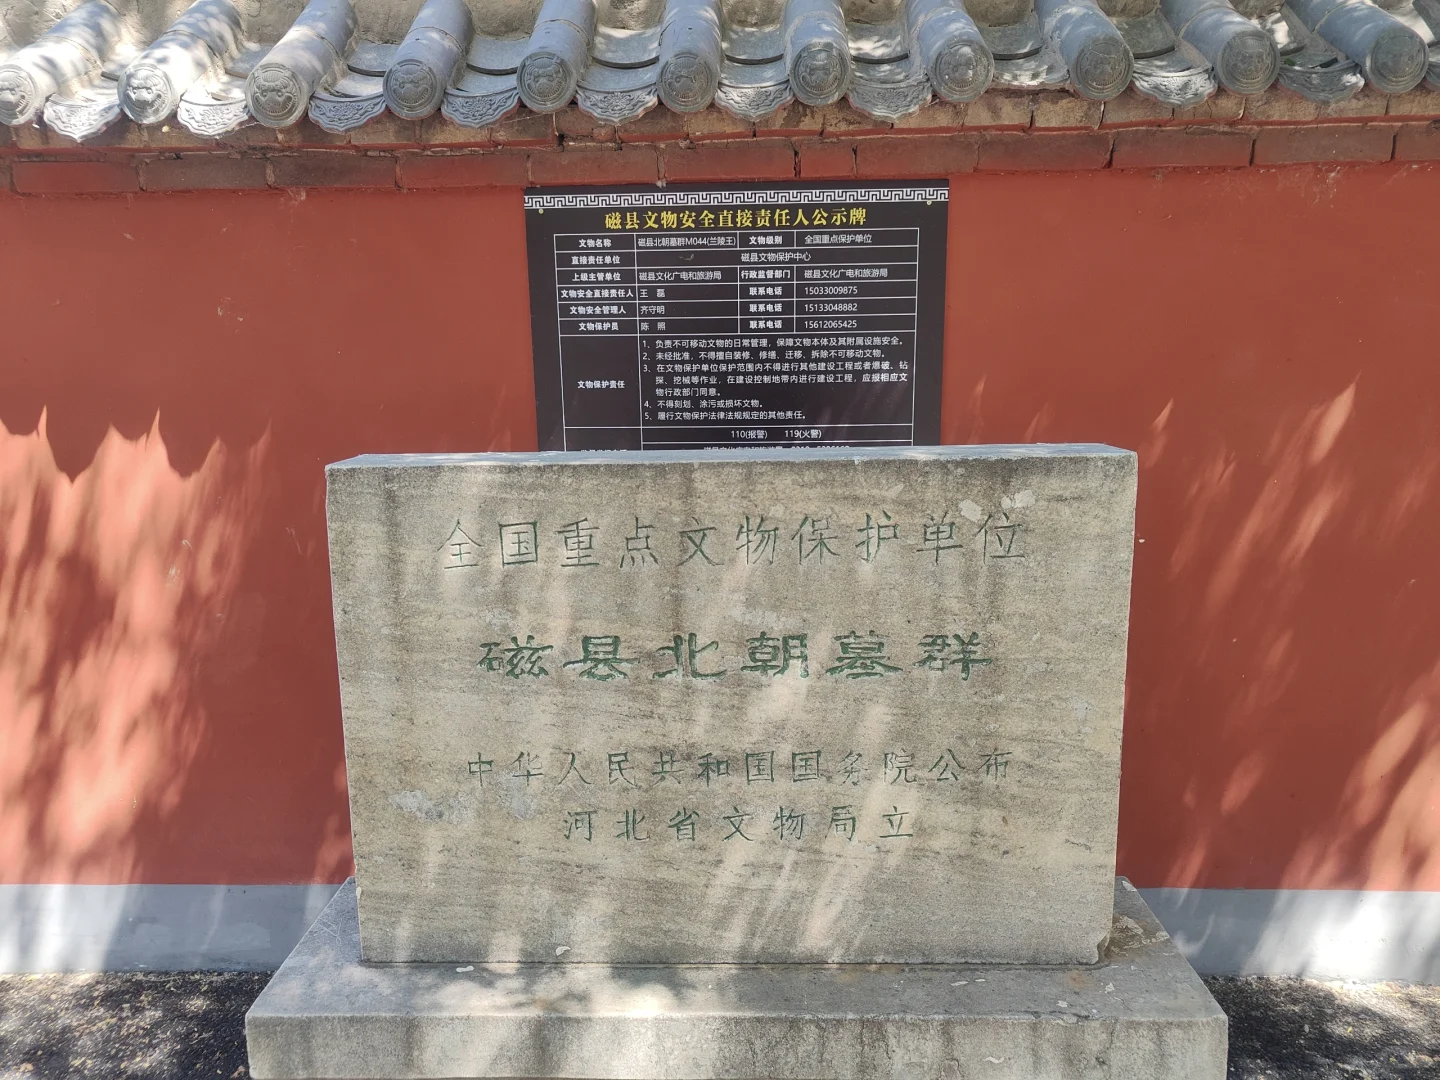 磁县文物安全直接责任人公示牌
文物名称 磁县北朝墓群M044(兰陵王) 文物级别 全国重点保护单位
直接责任单位 磁县文物保护中心
上级主管单位 磁县文化广电和旅游局 行政监督部门 磁县文化广电和旅游局
文物安全直接责任人 王 磊 联系电话 15033009875
文物安全管理人 齐守明 联系电话 15133048882
文物保护员 陈 照 联系电话 15612065425
文物保护责任
1、负责不可移动文物的日常管理，保障文物本体及其附属设施安全。
2、未经批准，不得擅自装修、修缮、迁移、拆除不可移动文物。
3、在文物保护单位保护范围内不得进行其他建设工程或者爆破、钻
探、挖械等作业，在建设控制地带内进行建设工程，应报相应文
物行政部门同意。
4、不得刻划、涂污或损坏文物。
5、履行文物保护法律法规规定的其他责任。
110(报警) 119(火警)
全国重点文物保护单位
磁县北朝墓群
中华人民共和国国务院公布
河北省文物局立